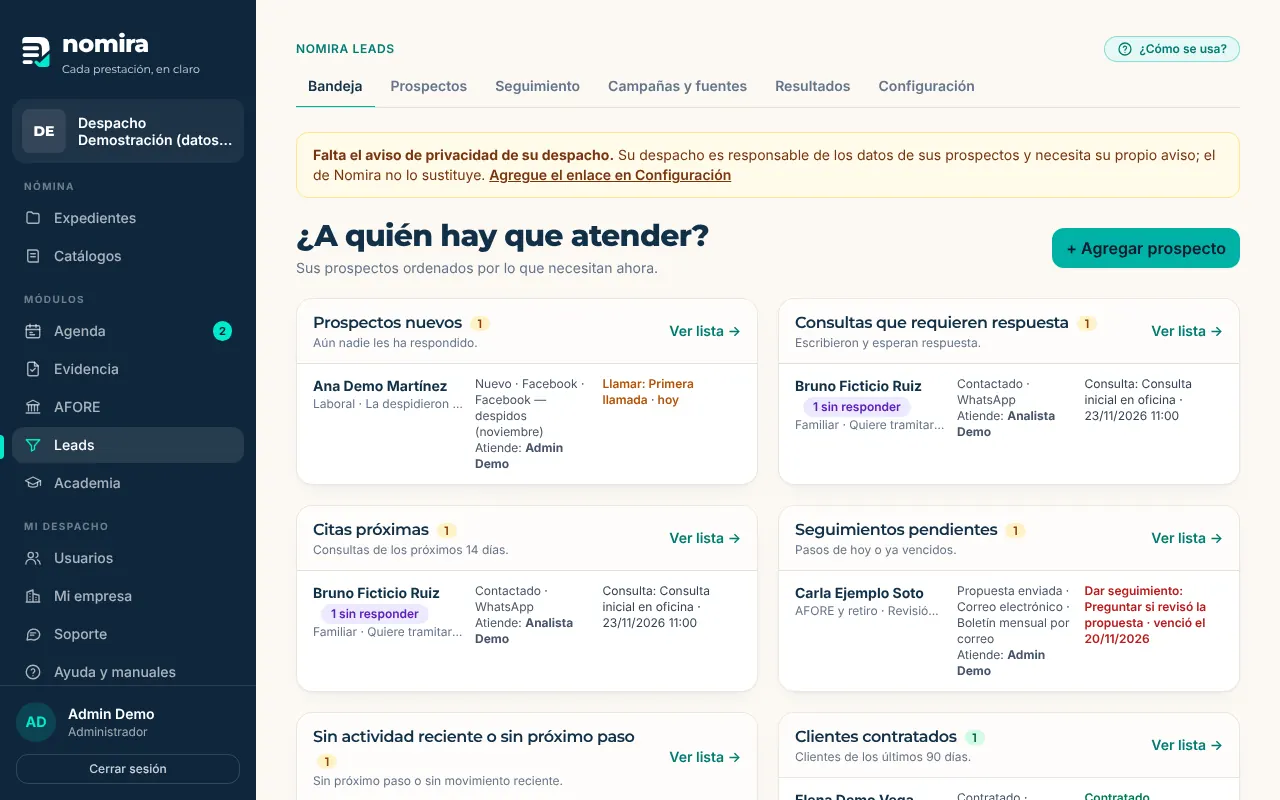 nomira
Cada prestación, en claro
DE
Despacho
Demostración (datos...
NÓMINA
Expedientes
Catálogos
MÓDULOS
Agenda
2
Evidencia
AFORE
Leads
Academia
MI DESPACHO
Usuarios
Mi empresa
Soporte
Ayuda y manuales
AD
Admin Demo
Administrador
Cerrar sesión
NOMIRA LEADS
¿Cómo se usa?
Bandeja
Prospectos
Seguimiento
Campañas y fuentes
Resultados
Configuración
Falta el aviso de privacidad de su despacho. Su despacho es responsable de los datos de sus prospectos y necesita su propio aviso; el
de Nomira no lo sustituye. Agregue el enlace en Configuración
¿A quién hay que atender?
Sus prospectos ordenados por lo que necesitan ahora.
+ Agregar prospecto
Prospectos nuevos 1
Aún nadie les ha respondido.
Ver lista →
Ana Demo Martínez
Laboral · La despidieron ...
Nuevo · Facebook ·
Facebook —
despidos
(noviembre)
Atiende: Admin
Demo
Llamar: Primera
llamada · hoy
Consultas que requieren respuesta 1
Escribieron y esperan respuesta.
Ver lista →
Bruno Ficticio Ruiz
1 sin responder
Familiar · Quiere tramitar...
Contactado ·
WhatsApp
Atiende: Analista
Demo
Consulta: Consulta
inicial en oficina ·
23/11/2026 11:00
Citas próximas 1
Consultas de los próximos 14 días.
Ver lista →
Bruno Ficticio Ruiz
1 sin responder
Familiar · Quiere tramitar...
Contactado ·
WhatsApp
Atiende: Analista
Demo
Consulta: Consulta
inicial en oficina ·
23/11/2026 11:00
Seguimientos pendientes 1
Pasos de hoy o ya vencidos.
Ver lista →
Carla Ejemplo Soto
AFORE y retiro · Revisió...
Propuesta enviada ·
Correo electrónico ·
Boletín mensual por
correo
Atiende: Admin
Demo
Dar seguimiento:
Preguntar si revisó la
propuesta · venció el
20/11/2026
Sin actividad reciente o sin próximo paso
1
Sin próximo paso o sin movimiento reciente.
Ver lista →
Clientes contratados 1
Clientes de los últimos 90 días.
Ver lista →
Elena Demo Vega
Contratado ·
Contratado